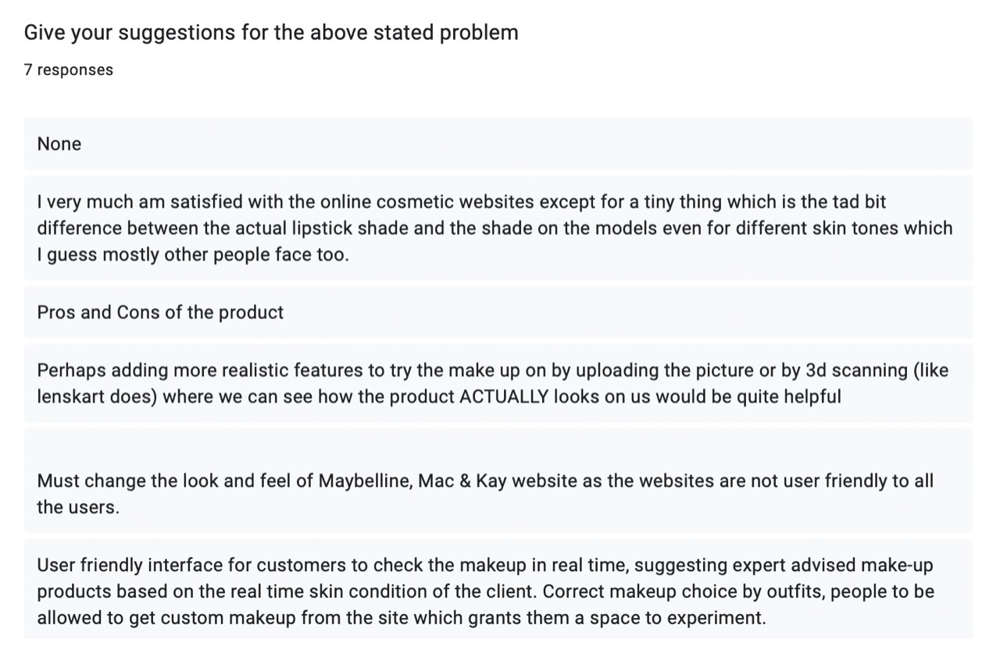 Give your suggestions for the above stated problem
7 responses
None
I very much am satisfied with the online cosmetic websites except for a tiny thing which is the tad bit
difference between the actual lipstick shade and the shade on the models even for different skin tones which
I guess mostly other people face too.
Pros and Cons of the product
Perhaps adding more realistic features to try the make up on by uploading the picture or by 3d scanning (like
lenskart does) where we can see how the product ACTUALLY looks on us would be quite helpful
Must change the look and feel of Maybelline, Mac & Kay website as the websites are not user friendly to all
the users.
User friendly interface for customers to check the makeup in real time, suggesting expert advised make-up
products based on the real time skin condition of the client. Correct makeup choice by outfits, people to be
allowed to get custom makeup from the site which grants them a space to experiment.